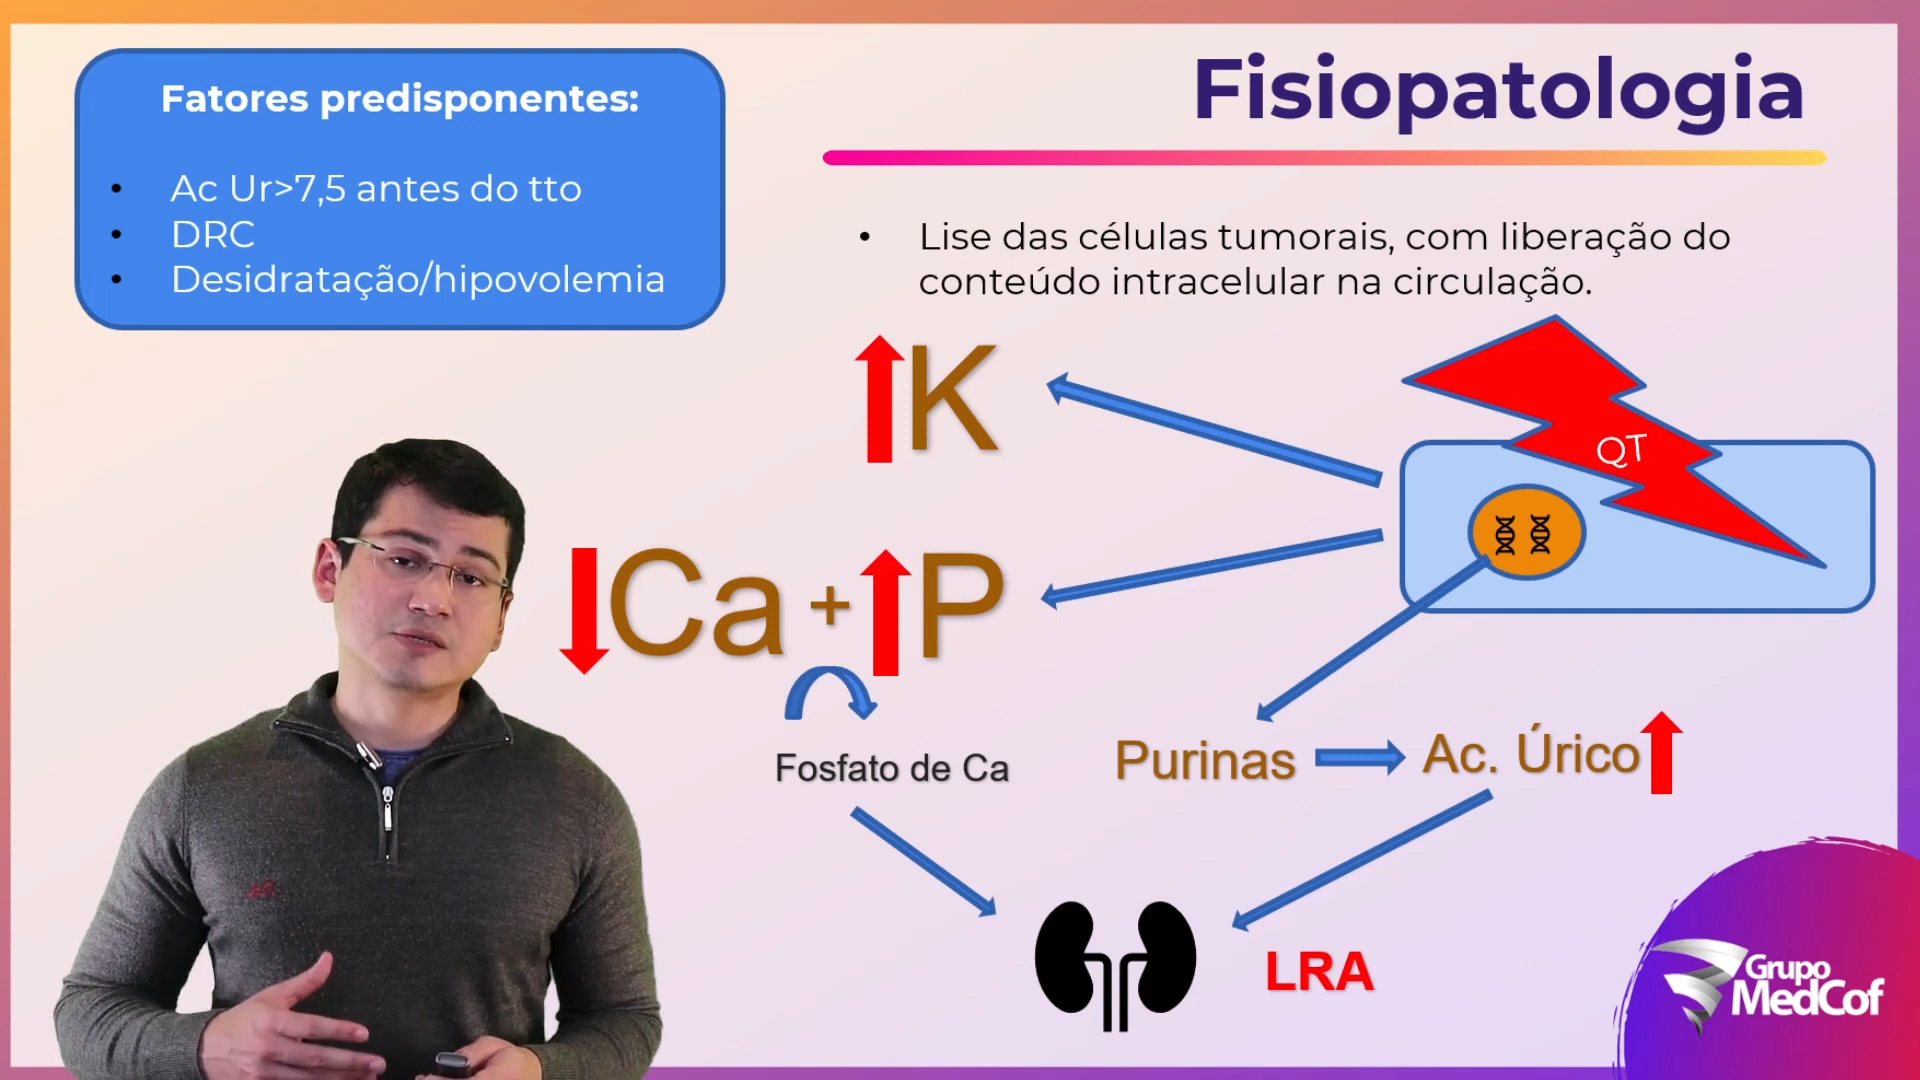 Fatores predisponentes:
• Ac Ur>7,5 antes do tto
• DRC
• Desidratação/hipovolemia
Fisiopatologia
• Lise das células tumorais, com liberação do
conteúdo intracelular na circulação.
K
QT
Ca + P
Fosfato de Ca
Purinas
Ac. Úrico
LRA
Grupo
MedCof